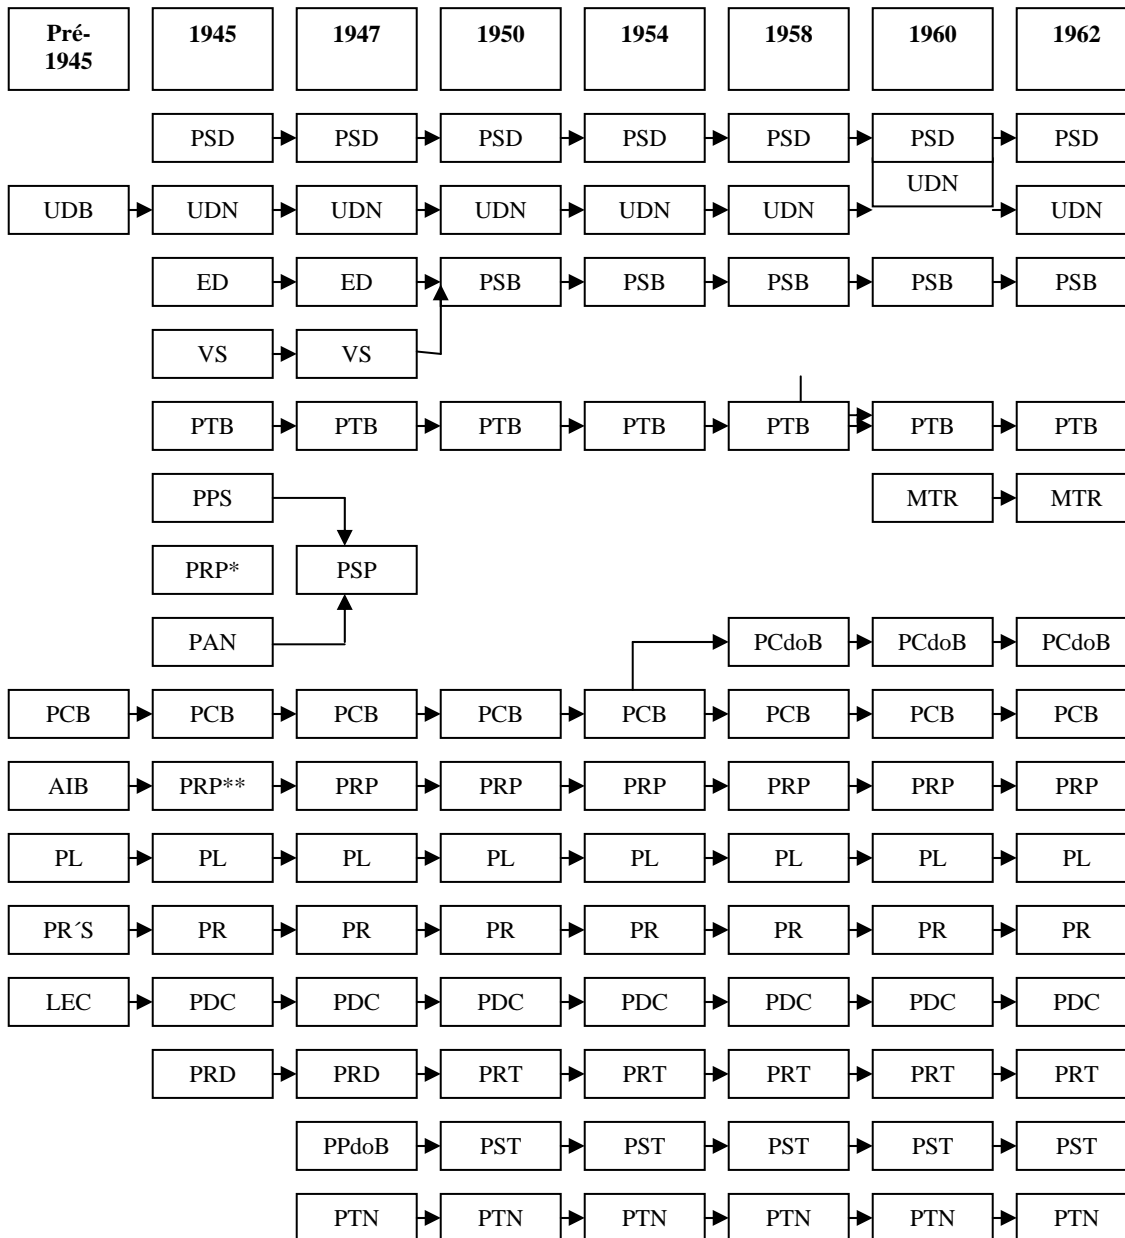 Pré-
1945 1945 1947 1950 1954 1958 1960 1962
PSD PSD PSD PSD PSD PSD PSD
UDB UDN UDN UDN UDN UDN UDN UDN
ED ED PSB PSB PSB PSB PSB
VS VS
PTB PTB PTB PTB PTB PTB PTB
PPS MTR MTR
PRP* PSP
PAN PCdoB PCdoB PCdoB
PCB PCB PCB PCB PCB PCB PCB PCB
AIB PRP** PRP PRP PRP PRP PRP PRP
PL PL PL PL PL PL PL PL
PR´S PR PR PR PR PR PR PR
LEC PDC PDC PDC PDC PDC PDC PDC
PRD PRD PRT PRT PRT PRT PRT
PPdoB PST PST PST PST PST
PTN PTN PTN PTN PTN PTN